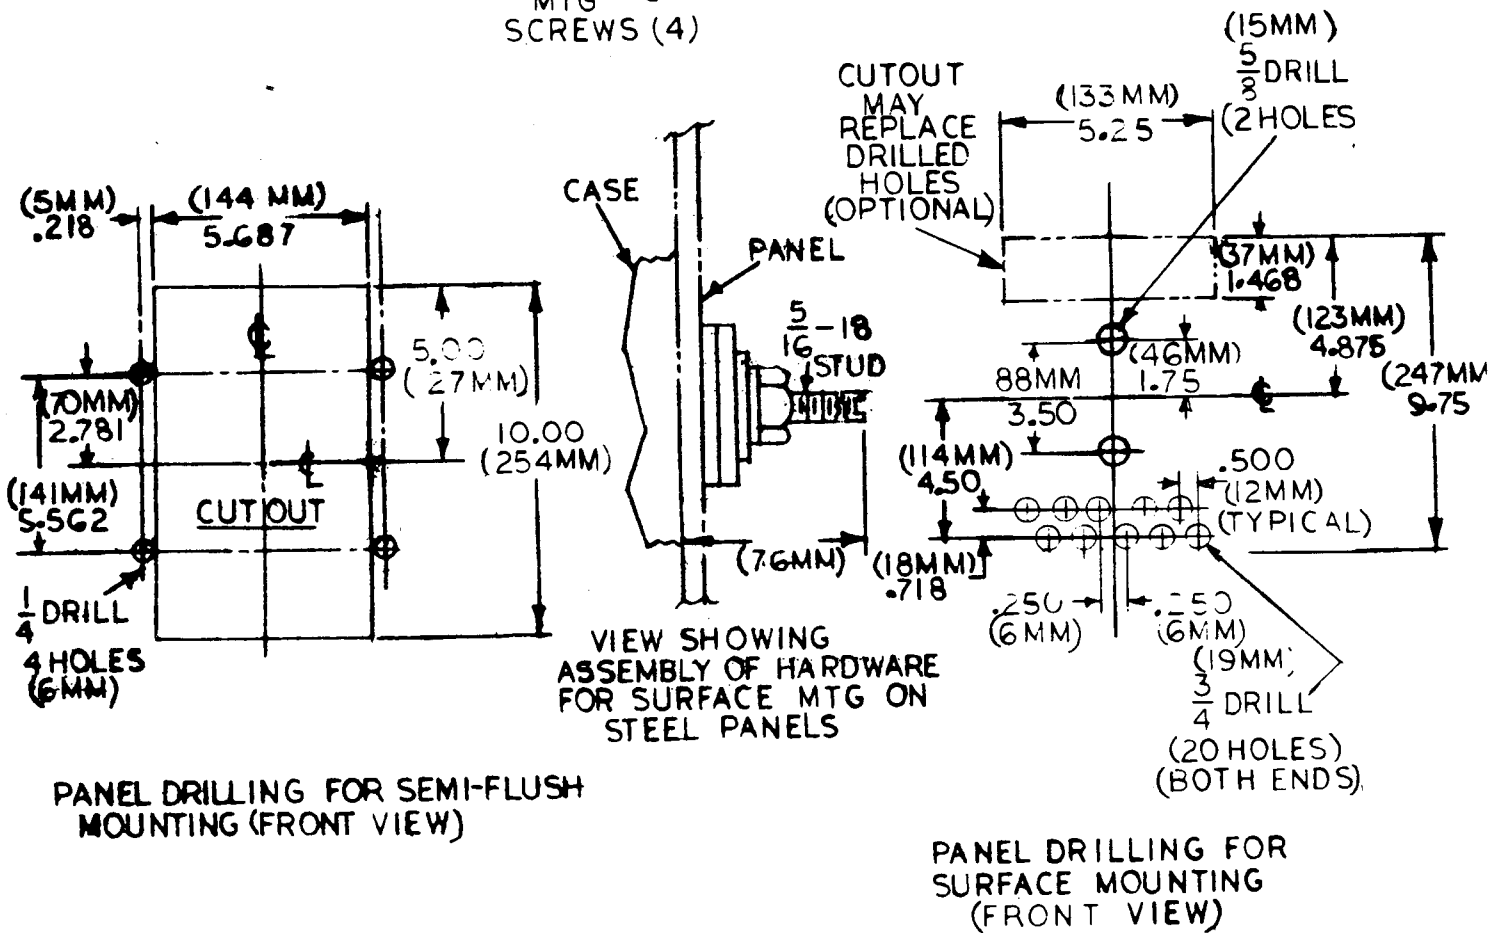 SCREWS (4)
(5MM)
.218
(144 MM)
5.687
5.00
(27MM)
(70MM)
2.781
10.00
(254MM)
(141MM)
5.562
CUTOUT
1/4 DRILL
4 HOLES
(6MM)
PANEL DRILLING FOR SEMI-FLUSH
MOUNTING (FRONT VIEW)
CASE
PANEL
5/16-18
STUD
(76MM)
VIEW SHOWING
ASSEMBLY OF HARDWARE
FOR SURFACE MTG ON
STEEL PANELS
CUTOUT
MAY
REPLACE
DRILLED
HOLES
(OPTIONAL)
(133MM)
5.25
(15MM)
5/8 DRILL
(2 HOLES
(37MM)
1.468
(123MM)
4.875
(247MM
9.75
(46MM)
1.75
88MM
3.50
(114MM)
4.50
.500
(12MM)
(TYPICAL)
(18MM)
.718
.250
(6MM)
.250
(6MM)
(19MM)
3/4 DRILL
(20 HOLES)
(BOTH ENDS)
PANEL DRILLING FOR
SURFACE MOUNTING
(FRONT VIEW)